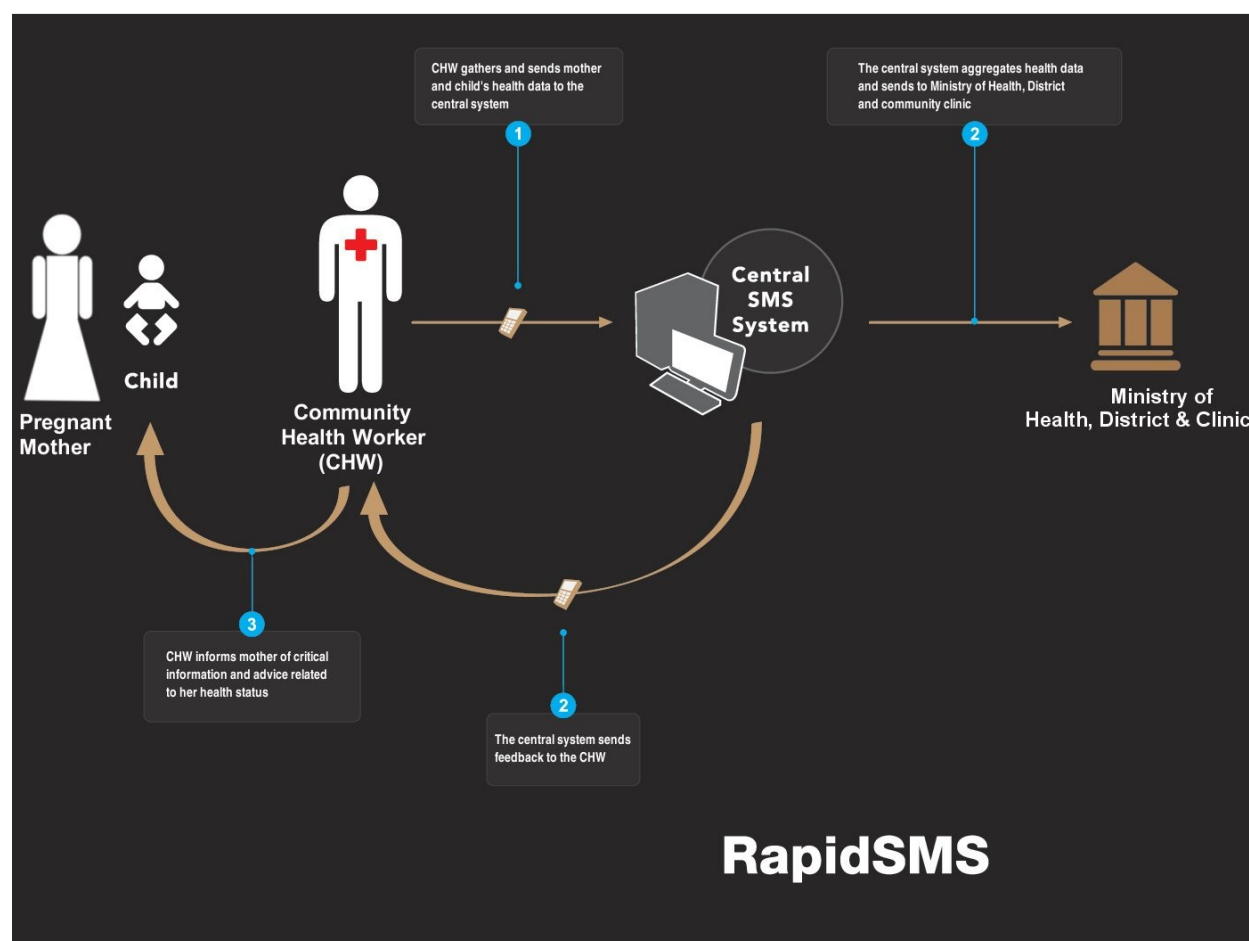 CHW gathers and sends mother
and child's health data to the
central system
1
The central system aggregates health data
and sends to Ministry of Health, District
and community clinic
2
Central
SMS
System
Child
Pregnant
Mother
Community
Health Worker
(CHW)
Ministry of
Health, District & Clinic
3
CHW informs mother of critical
information and advice related
to her health status
2
The central system sends
feedback to the CHW
RapidSMS